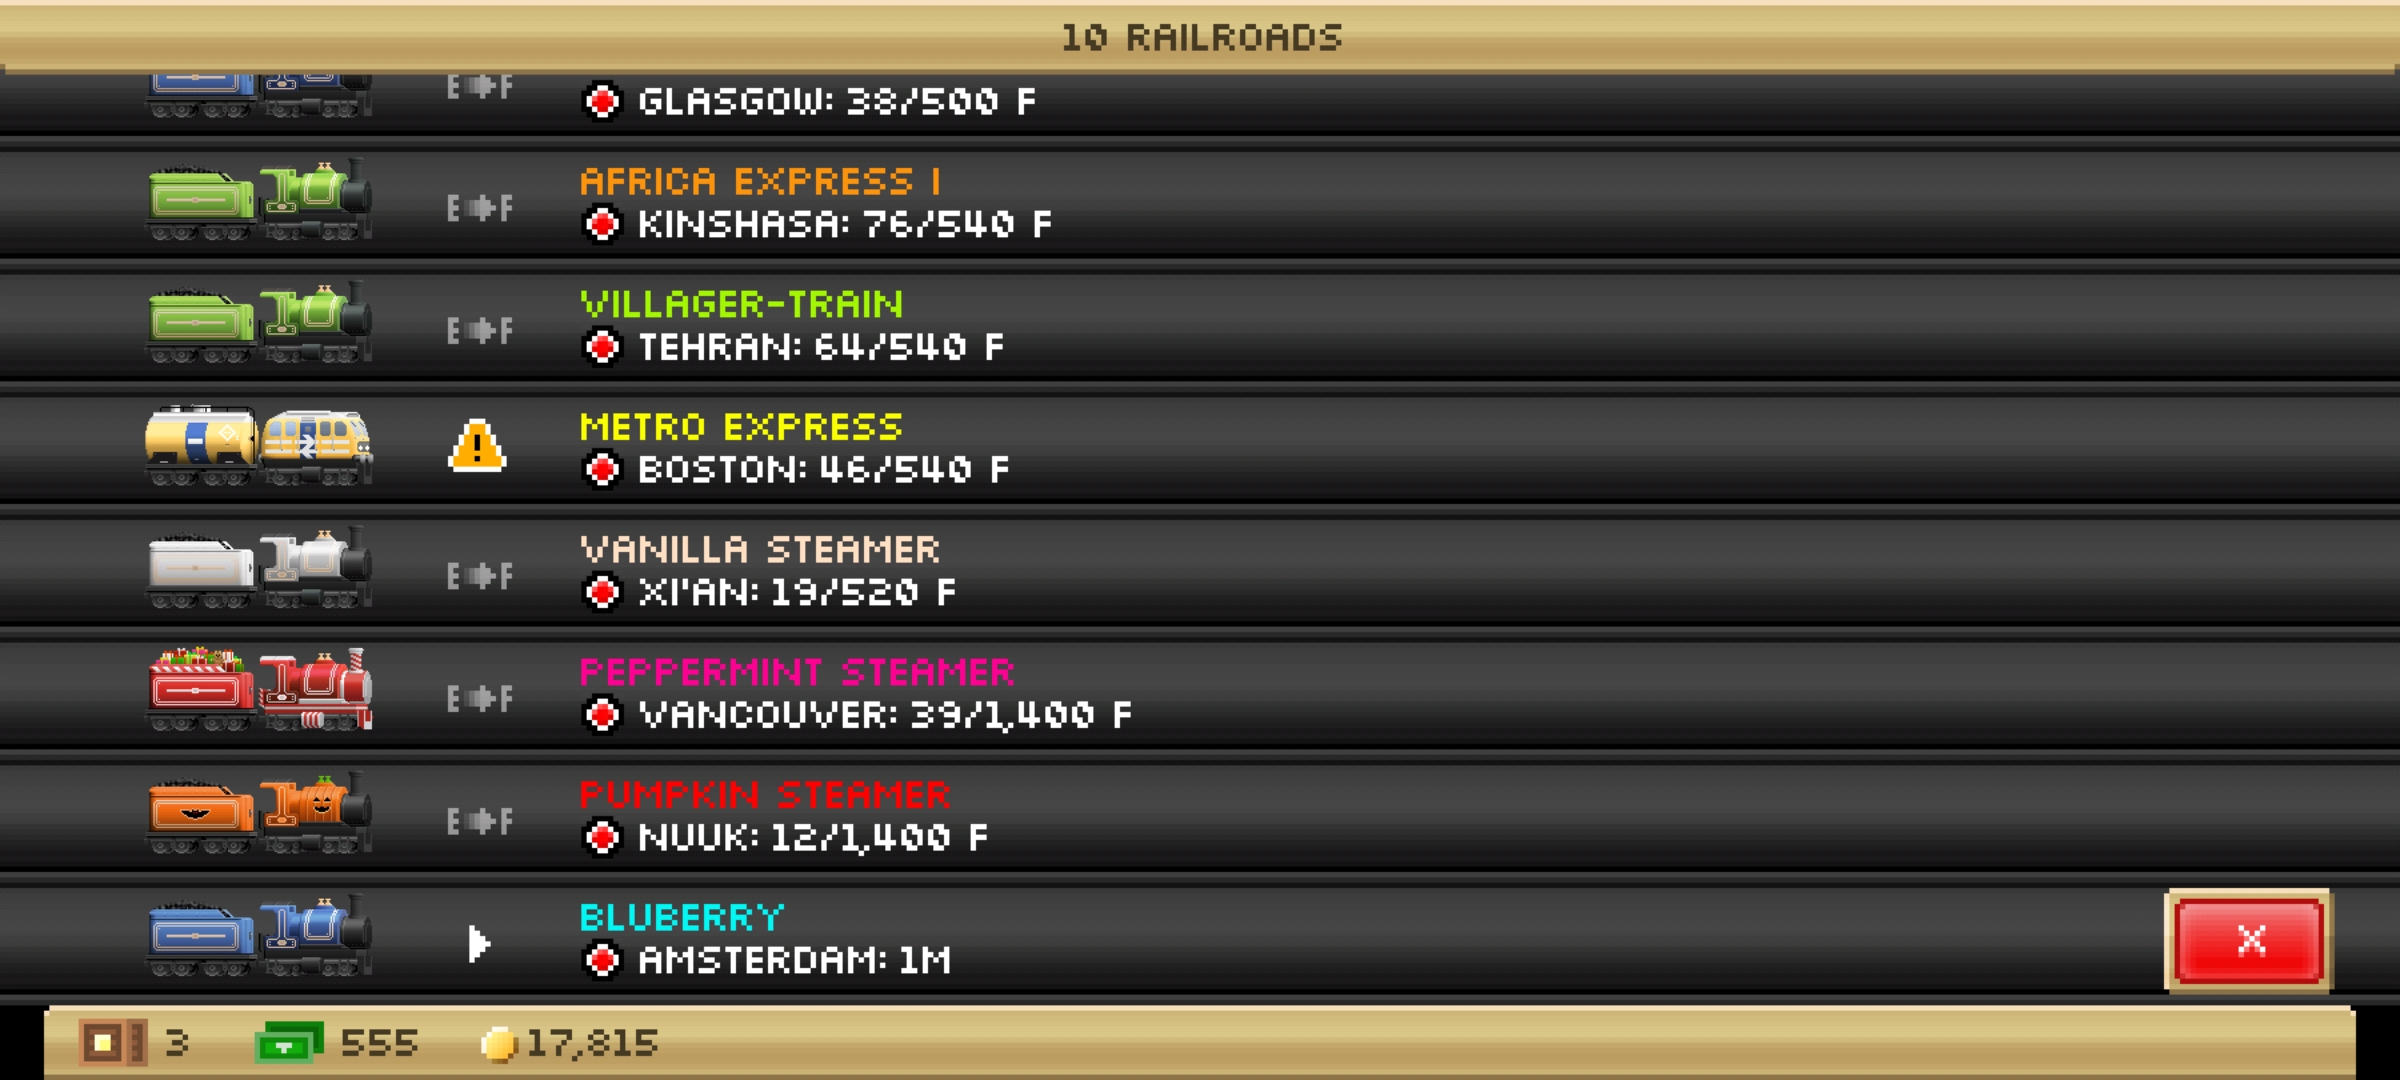 10 RAILROADS
E F
GLASGOW: 38/500 F
AFRICA EXPRESS I
E F
KINSHASA: 76/540 F
VILLAGER-TRAIN
E F
TEHRAN: 64/540 F
METRO EXPRESS
BOSTON: 46/540 F
VANILLA STEAMER
E F
XI'AN: 19/520 F
PEPPERMINT STEAMER
E F
VANCOUVER: 39/1,400 F
PUMPKIN STEAMER
E F
NUUK: 12/1,400 F
BLUBERRY
AMSTERDAM: 1M
X
3 555 17,815